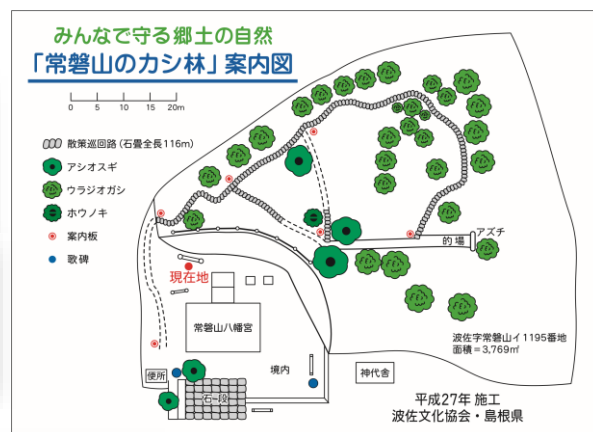 みんなで守る郷土の自然
「常磐山のカシ林」案内図
0 5 10 15 20m
散策巡回路(石畳全長116m)
アシオスギ
ウラジオガシ
ホウノキ
案内板
歌碑
アズチ
的場
現在地
常磐山八幡宮
波佐字常磐山イ1195番地
面積=3,769㎡
便所
境内
神代舎
石段
平成27年 施工
波佐文化協会・島根県